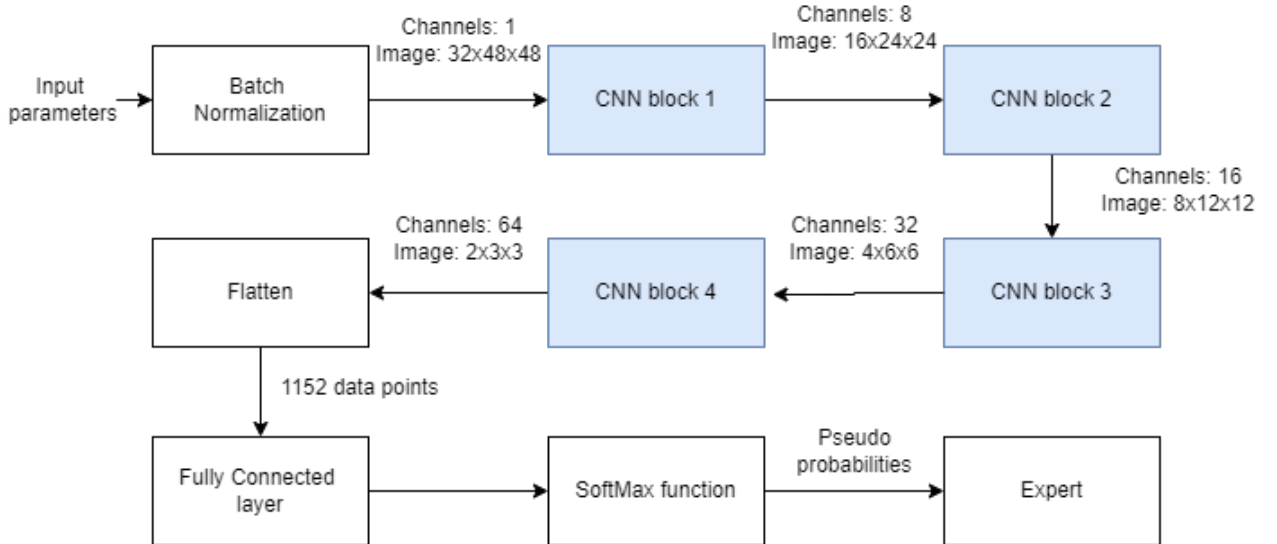 Input
parameters
Batch
Normalization
Channels: 1
Image: 32x48x48
CNN block 1
Channels: 8
Image: 16x24x24
CNN block 2
Channels: 16
Image: 8x12x12
CNN block 3
Channels: 32
Image: 4x6x6
CNN block 4
Channels: 64
Image: 2x3x3
Flatten
1152 data points
Fully Connected
layer
SoftMax function
Pseudo
probabilities
Expert